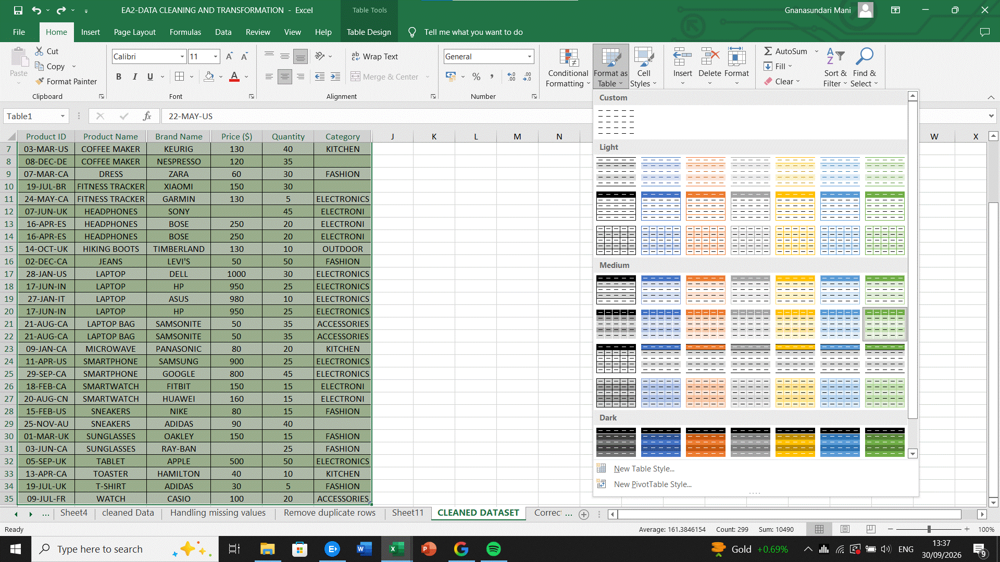 EA2-DATA CLEANING AND TRANSFORMATION - Excel
Table Tools
Gnanasundari Mani
File Home Insert Page Layout Formulas Data Review View Help Table Design Tell me what you want to do
Paste
Cut
Copy
Format Painter
Clipboard
Calibri 11
B I U
Font
Wrap Text
Merge & Center
Alignment
General
Number
Conditional Formatting
Format as Table
Cell Styles
Insert
Delete
Format
AutoSum
Fill
Clear
Sort & Filter
Find & Select
Table1 fx 22-MAY-US
Product ID Product Name Brand Name Price ($) Quantity Category J K L M N W X
7 03-MAR-US COFFEE MAKER KEURIG 130 40 KITCHEN
8 08-DEC-DE COFFEE MAKER NESPRESSO 120 35
9 07-MAR-CA DRESS ZARA 60 30 FASHION
10 19-JUL-BR FITNESS TRACKER XIAOMI 150 30
11 24-MAY-CA FITNESS TRACKER GARMIN 130 5 ELECTRONICS
12 07-JUN-UK HEADPHONES SONY 45 ELECTRONI
13 16-APR-ES HEADPHONES BOSE 250 20 ELECTRONI
14 16-APR-ES HEADPHONES BOSE 250 20 ELECTRONI
15 14-OCT-UK HIKING BOOTS TIMBERLAND 130 10 OUTDOOR
16 02-DEC-CA JEANS LEVI'S 50 50 FASHION
17 28-JAN-US LAPTOP DELL 1000 30 ELECTRONICS
18 17-JUN-IN LAPTOP HP 950 25 ELECTRONICS
19 27-JAN-IT LAPTOP ASUS 980 10 ELECTRONICS
20 17-JUN-IN LAPTOP HP 950 25 ELECTRONICS
21 21-AUG-CA LAPTOP BAG SAMSONITE 50 35 ACCESSORIES
22 21-AUG-CA LAPTOP BAG SAMSONITE 50 35 ACCESSORIES
23 09-JAN-CA MICROWAVE PANASONIC 80 20 KITCHEN
24 11-APR-US SMARTPHONE SAMSUNG 900 25 ELECTRONICS
25 29-SEP-CA SMARTPHONE GOOGLE 800 45 ELECTRONICS
26 18-FEB-CA SMARTWATCH FITBIT 150 15 ELECTRONI
27 20-AUG-CN SMARTWATCH HUAWEI 160 15 ELECTRONI
28 15-FEB-US SNEAKERS NIKE 80 15 FASHION
29 25-NOV-AU SNEAKERS ADIDAS 90 40
30 01-MAR-UK SUNGLASSES OAKLEY 150 15 FASHION
31 03-JUN-CA SUNGLASSES RAY-BAN 25 FASHION
32 05-SEP-UK TABLET APPLE 500 50 ELECTRONICS
33 13-APR-CA TOASTER HAMILTON 40 10 KITCHEN
34 19-JUL-UK T-SHIRT ADIDAS 30 5 FASHION
35 09-JUL-FR WATCH CASIO 100 20 ACCESSORIES
Custom
Light
Medium
Dark
New Table Style...
New PivotTable Style...
... Sheet4 cleaned Data Handling missing values Remove duplicate rows Sheet11 CLEANED DATASET Correc ...
Ready Average: 161.3846154 Count: 299 Sum: 10490 100%
Type here to search
Gold +0.69% ENG 13:37
30/09/2026 9